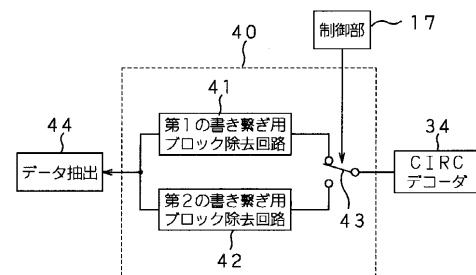 制御部
17
40
41
第1の書き繋ぎ用
ブロック除去回路
44
データ抽出
34
CIRC
デコーダ
43
第2の書き繋ぎ用
ブロック除去回路
42